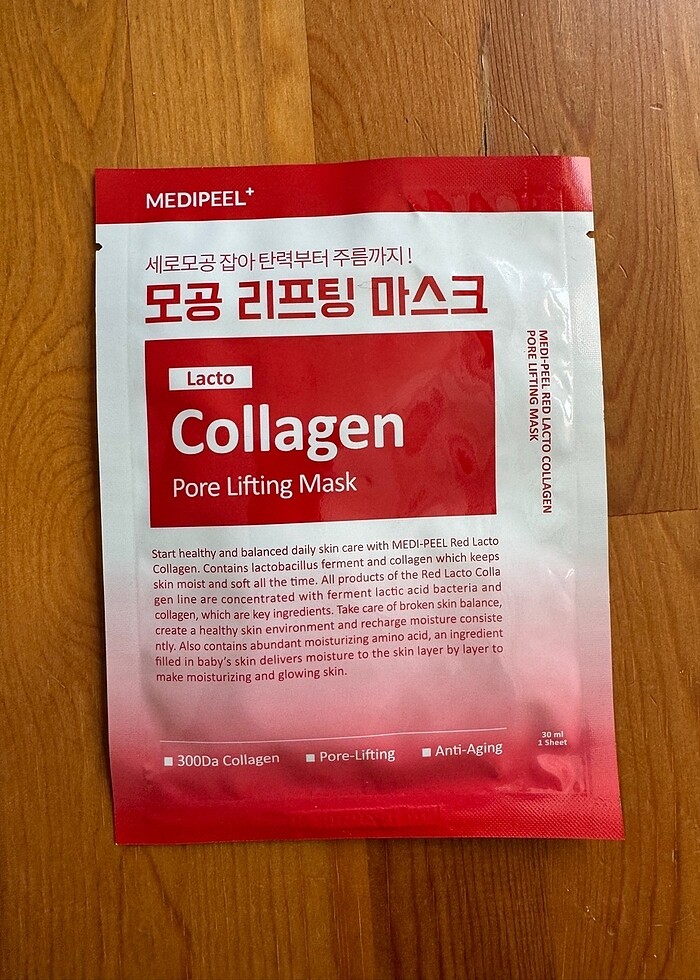 MEDIPEEL+
세로모공 잡아 탄력부터 주름까지!
모공 리프팅 마스크
Lacto
Collagen
Pore Lifting Mask
MEDI-PEEL RED LACTO COLLAGEN
PORE LIFTING MASK
Start healthy and balanced daily skin care with MEDI-PEEL Red Lacto
Collagen. Contains lactobacillus ferment and collagen which keeps
skin moist and soft all the time. All products of the Red Lacto Colla
gen line are concentrated with ferment lactic acid bacteria and
collagen, which are key ingredients. Take care of broken skin balance,
create a healthy skin environment and recharge moisture consiste
ntly. Also contains abundant moisturizing amino acid, an ingredient
filled in baby's skin delivers moisture to the skin layer by layer to
make moisturizing and glowing skin.
300Da Collagen Pore-Lifting Anti-Aging
30 ml
1 Sheet